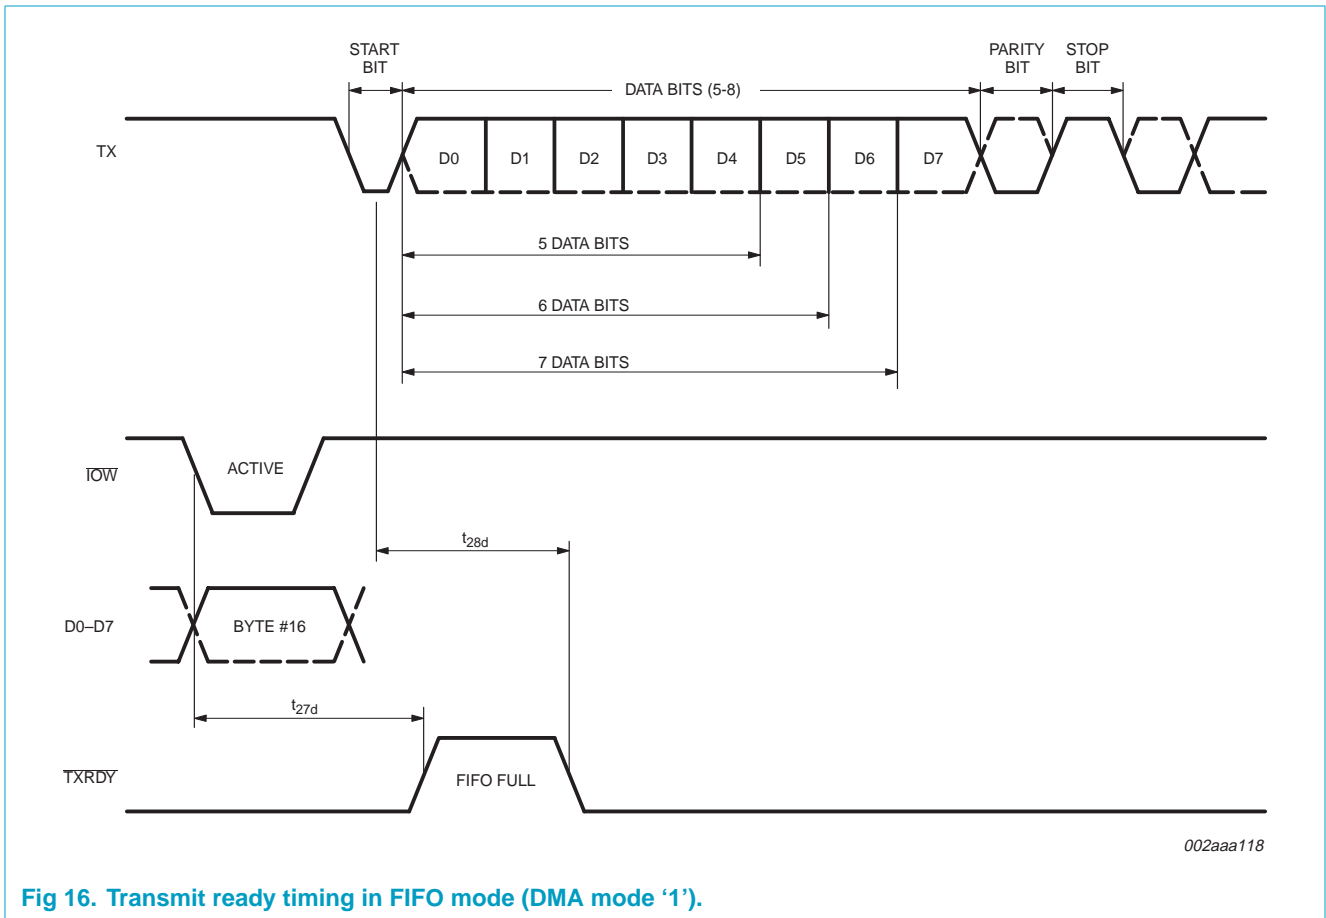 START
BIT
PARITY
BIT
STOP
BIT
DATA BITS (5-8)
TX
D0 D1 D2 D3 D4 D5 D6 D7
5 DATA BITS
6 DATA BITS
7 DATA BITS
IOW
ACTIVE
t28d
D0–D7
BYTE #16
t27d
TXRDY
FIFO FULL
002aaa118
Fig 16. Transmit ready timing in FIFO mode (DMA mode ‘1’).